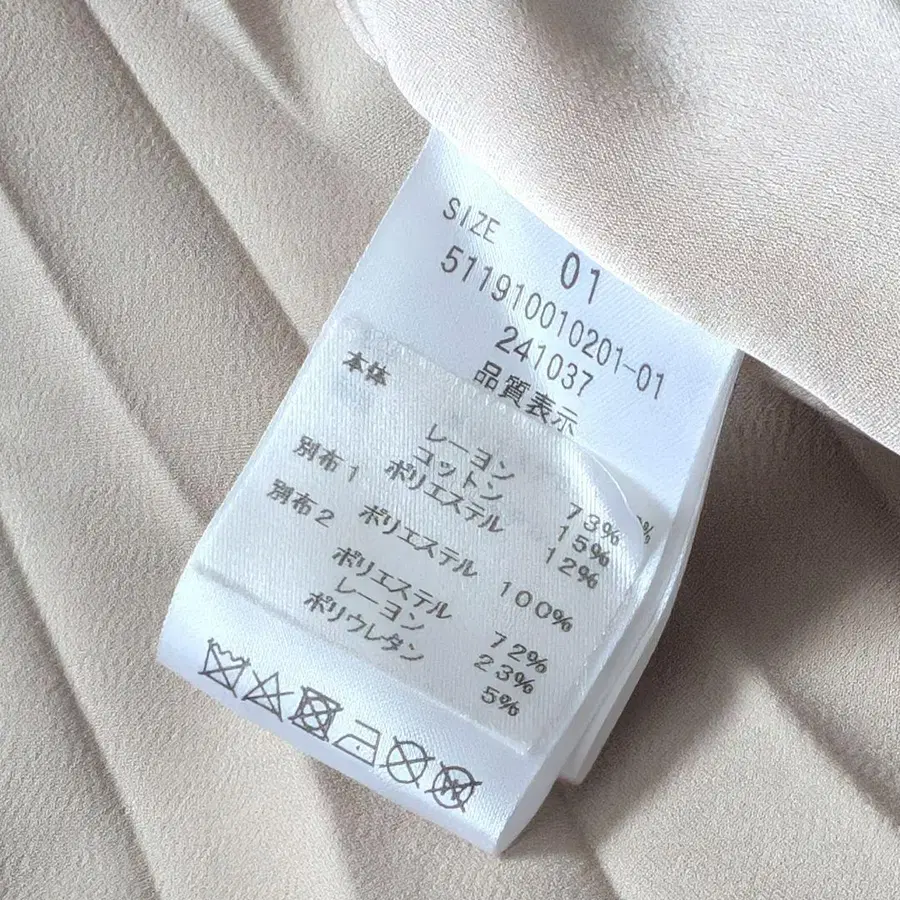 SIZE 01
511910010201-01
241037
品質表示
本体
レーヨン 73%
コットン 15%
ポリエステル 12%
別布1
ポリエステル 100%
別布2
ポリエステル 72%
レーヨン 23%
ポリウレタン 5%